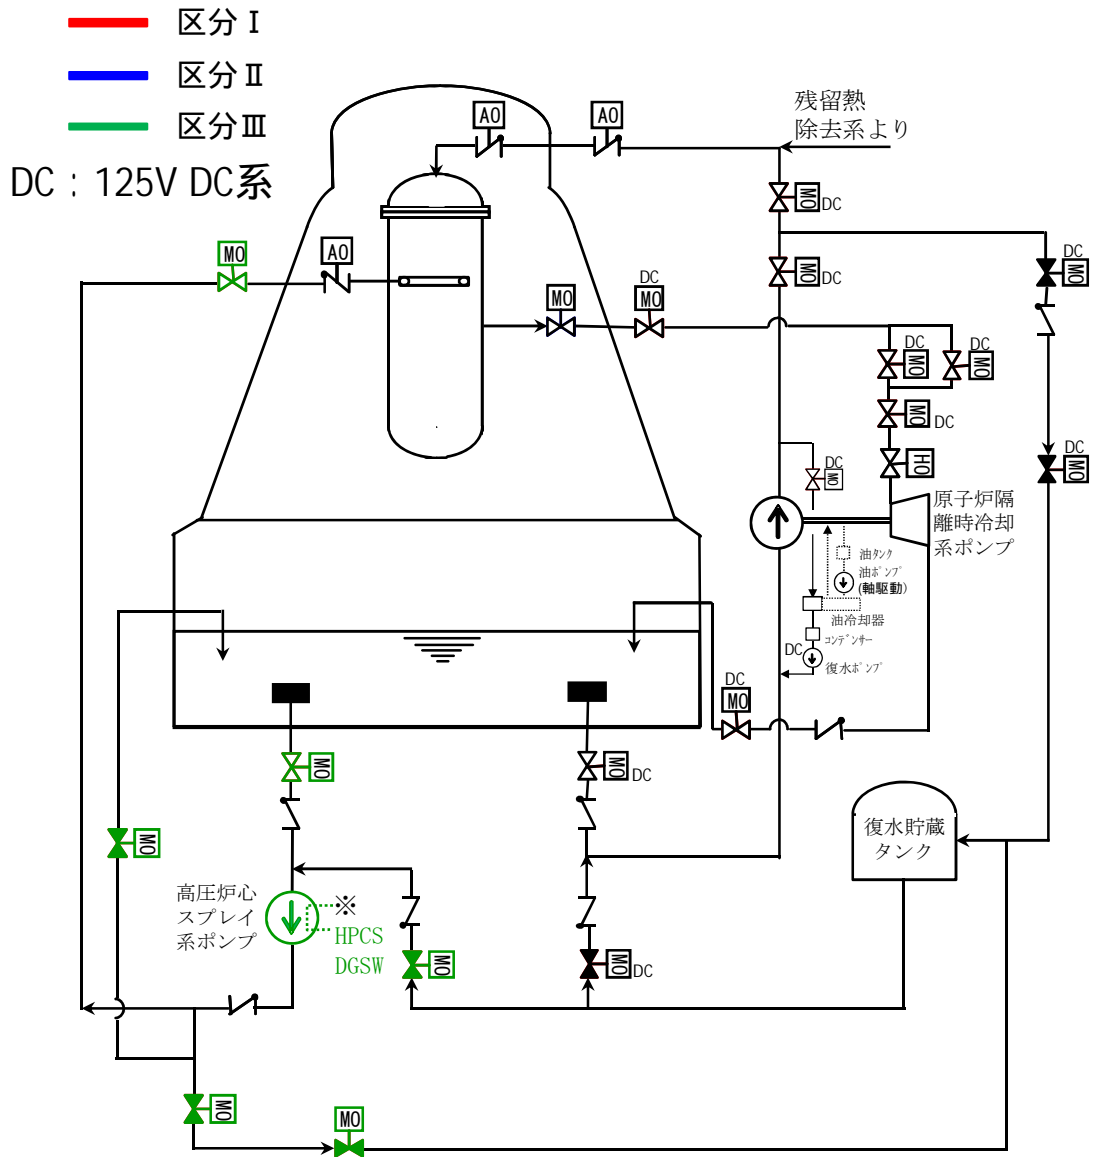 区分Ⅰ
区分Ⅱ
区分Ⅲ
DC：125V DC系
AO
AO
残留熱
除去系より
MO
DC
MO
AO
MO
DC
DC
MO
MO
DC
MO
DC
MO
DC
MO
MO
DC
HO
DC
MO
DC
MO
原子炉隔
離時冷却
系ポンプ
油タンク
油ポンプ
(軸駆動)
油冷却器
コンデンサー
DC
復水ポンプ
DC
MO
MO
MO
DC
MO
復水貯蔵
タンク
高圧炉心
スプレイ
系ポンプ
※
HPCS
DGSW
MO
MO
DC
MO
MO